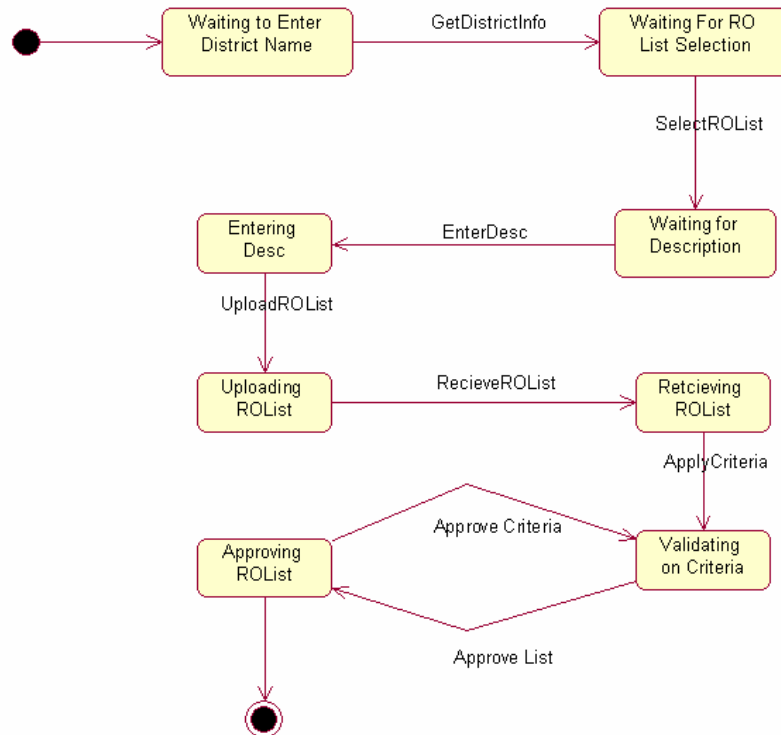 Waiting to Enter
District Name
GetDistrictInfo
Waiting For RO
List Selection
SelectROList
Waiting for
Description
EnterDesc
Entering
Desc
UploadROList
Uploading
ROList
RecieveROList
Retcieving
ROList
ApplyCriteria
Approve Criteria
Validating
on Criteria
Approving
ROList
Approve List